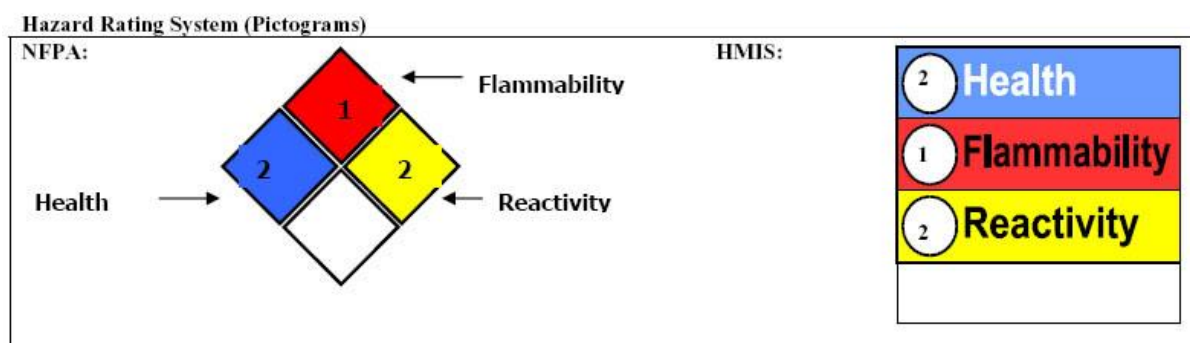 Hazard Rating System (Pictograms)
NFPA:
HMIS:
1
Flammability
2
2
Health
Reactivity
2 Health
1 Flammability
2 Reactivity